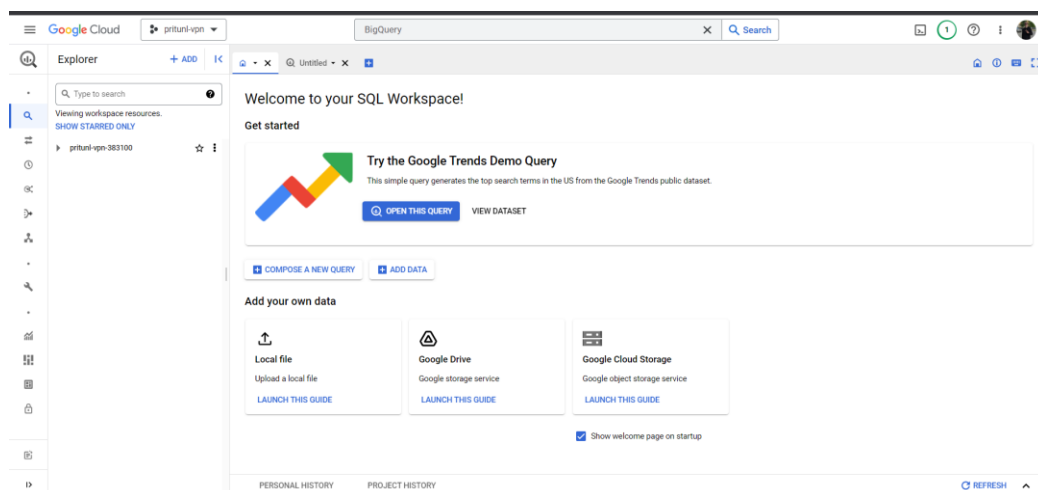 Google Cloud
pritunl-vpn
BigQuery
Search
1
Explorer
+ ADD
Untitled
Type to search
Viewing workspace resources.
SHOW STARRED ONLY
pritunl-vpn-383100
Welcome to your SQL Workspace!
Get started
Try the Google Trends Demo Query
This simple query generates the top search terms in the US from the Google Trends public dataset.
OPEN THIS QUERY
VIEW DATASET
COMPOSE A NEW QUERY
ADD DATA
Add your own data
Local file
Upload a local file
LAUNCH THIS GUIDE
Google Drive
Google storage service
LAUNCH THIS GUIDE
Google Cloud Storage
Google object storage service
LAUNCH THIS GUIDE
Show welcome page on startup
PERSONAL HISTORY
PROJECT HISTORY
REFRESH